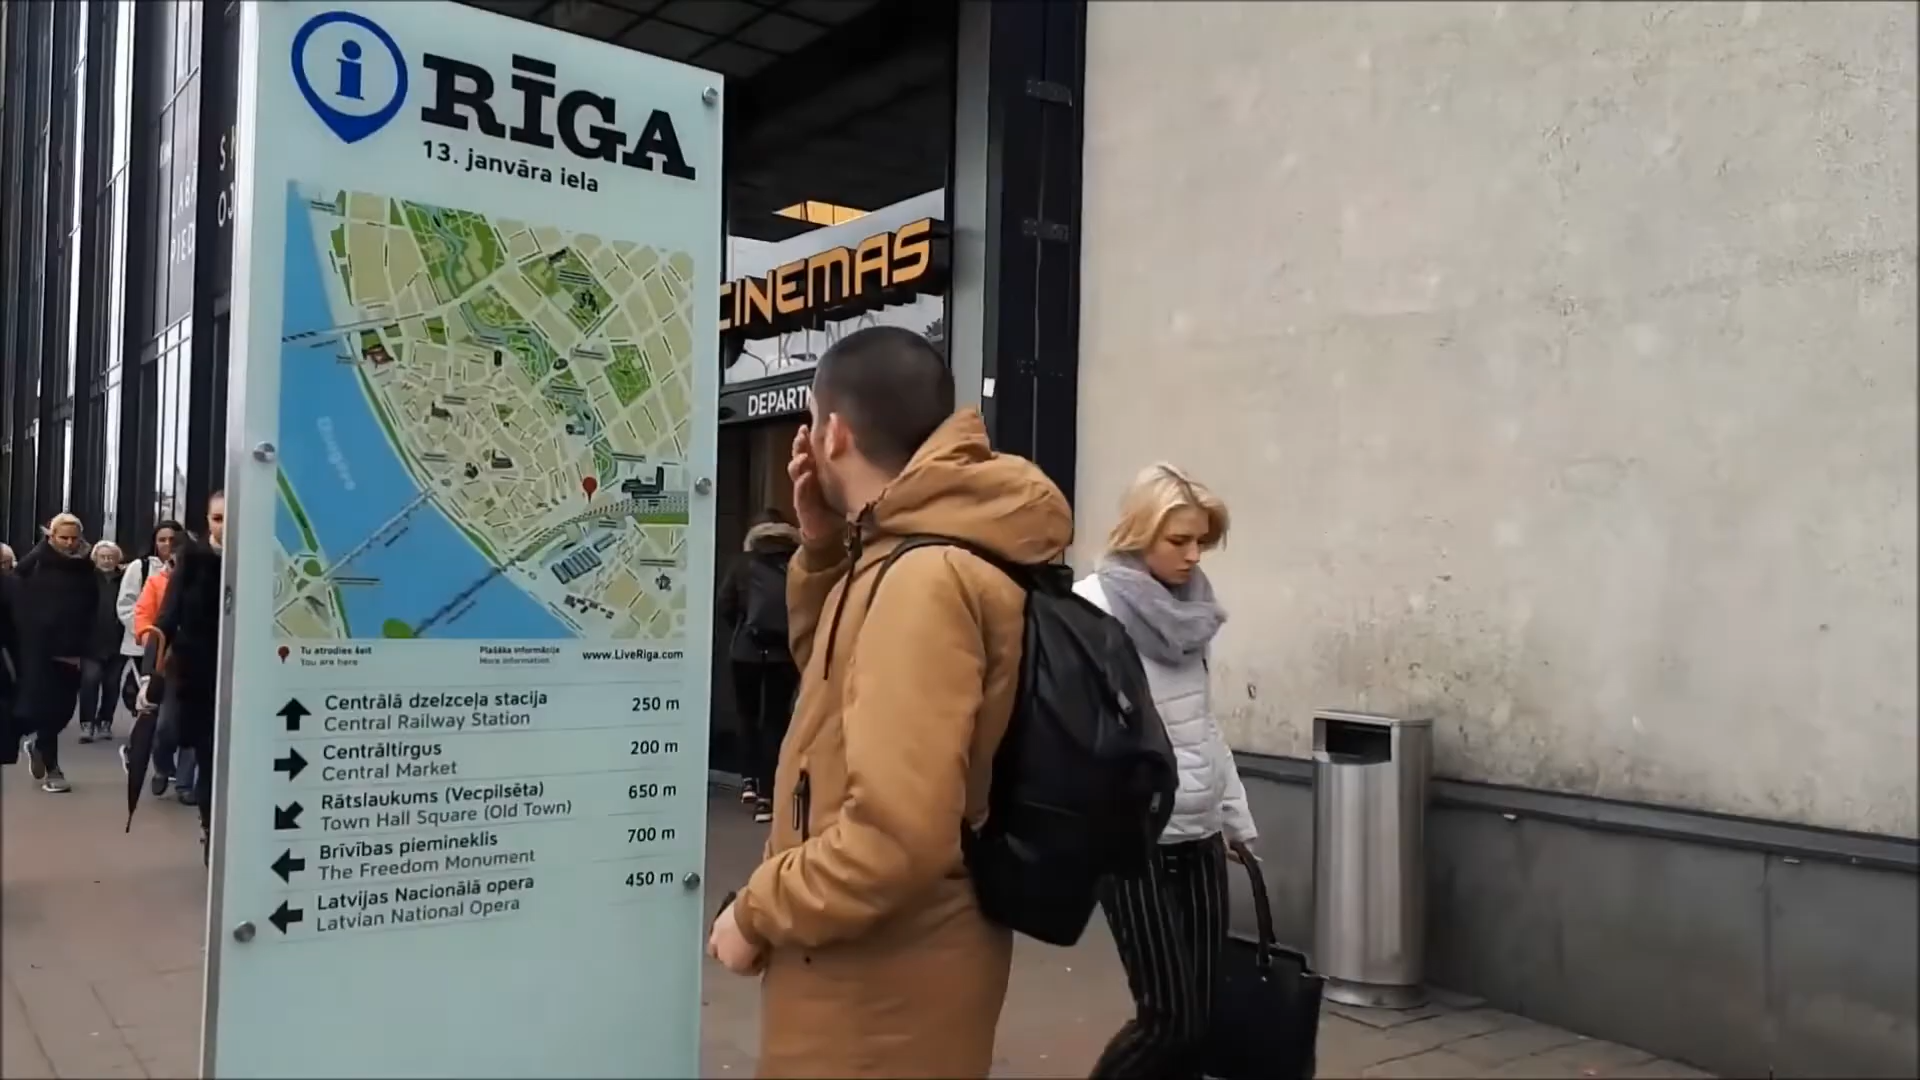 RĪGA
13. janvāra iela
CINEMAS
Daugava
Tu atrodies šeit
You are here
Plašāka informācija
More information
www.LiveRiga.com
Centrālā dzelzceļa stacija
Central Railway Station
250 m
Centrāltirgus
Central Market
200 m
Rātslaukums (Vecpilsēta)
Town Hall Square (Old Town)
650 m
Brīvības piemineklis
The Freedom Monument
700 m
Latvijas Nacionālā opera
Latvian National Opera
450 m